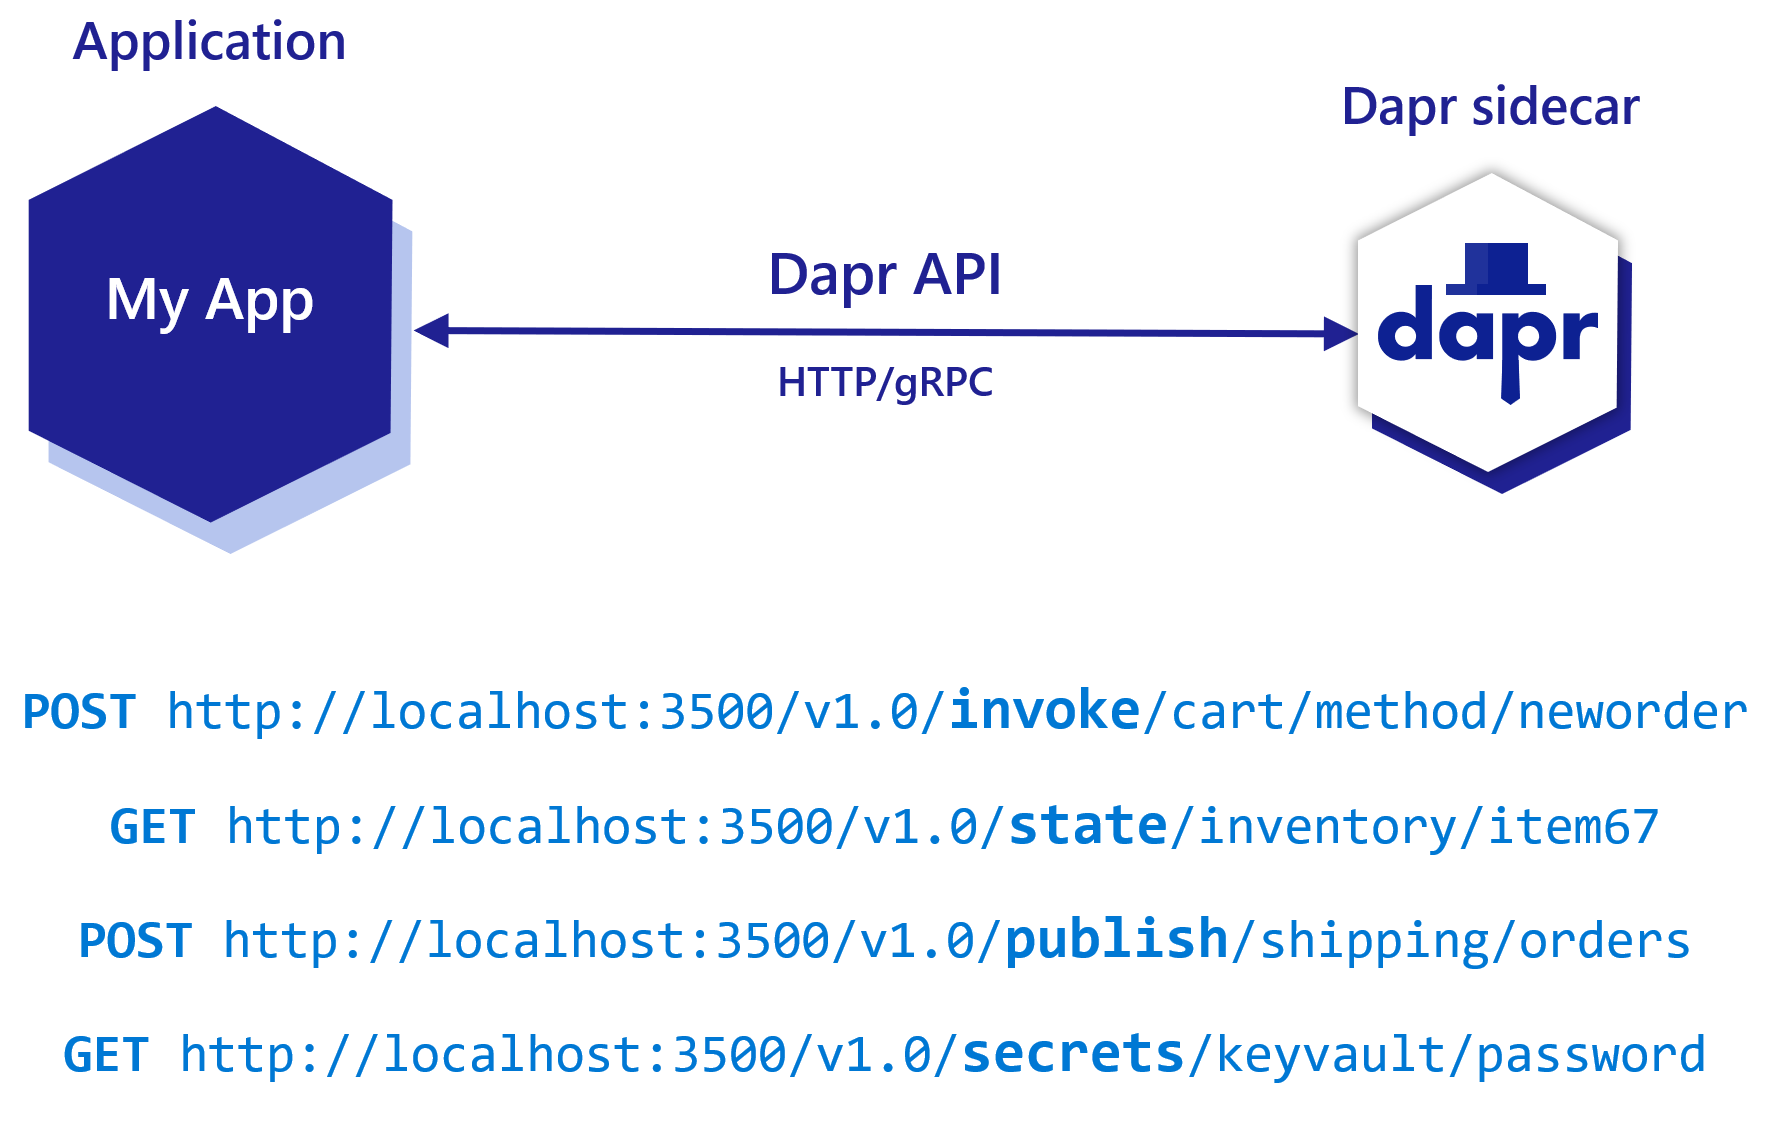 Application
Dapr sidecar
My App
Dapr API
HTTP/gRPC
dapr
POST http://localhost:3500/v1.0/invoke/cart/method/neworder
GET http://localhost:3500/v1.0/state/inventory/item67
POST http://localhost:3500/v1.0/publish/shipping/orders
GET http://localhost:3500/v1.0/secrets/keyvault/password